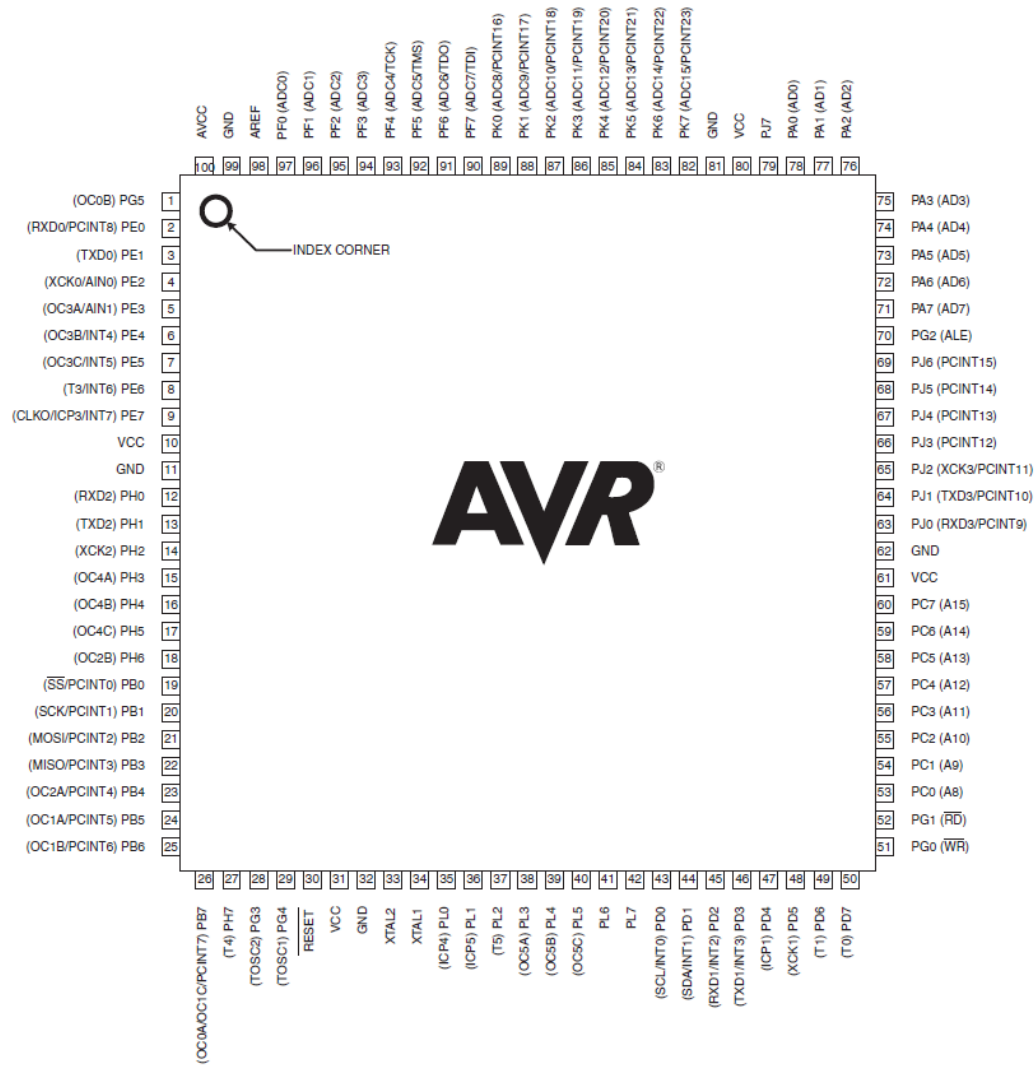 AVCC
GND
AREF
PF0 (ADC0)
PF1 (ADC1)
PF2 (ADC2)
PF3 (ADC3)
PF4 (ADC4/TCK)
PF5 (ADC5/TMS)
PF6 (ADC6/TDO)
PF7 (ADC7/TDI)
PK0 (ADC8/PCINT16)
PK1 (ADC9/PCINT17)
PK2 (ADC10/PCINT18)
PK3 (ADC11/PCINT19)
PK4 (ADC12/PCINT20)
PK5 (ADC13/PCINT21)
PK6 (ADC14/PCINT22)
PK7 (ADC15/PCINT23)
GND
VCC
PJ7
PA0 (AD0)
PA1 (AD1)
PA2 (AD2)
100 99 98 97 96 95 94 93 92 91 90 89 88 87 86 85 84 83 82 81 80 79 78 77 76
(OC0B) PG5 1
(RXD0/PCINT8) PE0 2
(TXD0) PE1 3
(XCK0/AIN0) PE2 4
(OC3A/AIN1) PE3 5
(OC3B/INT4) PE4 6
(OC3C/INT5) PE5 7
(T3/INT6) PE6 8
(CLKO/ICP3/INT7) PE7 9
VCC 10
GND 11
(RXD2) PH0 12
(TXD2) PH1 13
(XCK2) PH2 14
(OC4A) PH3 15
(OC4B) PH4 16
(OC4C) PH5 17
(OC2B) PH6 18
(SS/PCINT0) PB0 19
(SCK/PCINT1) PB1 20
(MOSI/PCINT2) PB2 21
(MISO/PCINT3) PB3 22
(OC2A/PCINT4) PB4 23
(OC1A/PCINT5) PB5 24
(OC1B/PCINT6) PB6 25
INDEX CORNER
AVR®
75 PA3 (AD3)
74 PA4 (AD4)
73 PA5 (AD5)
72 PA6 (AD6)
71 PA7 (AD7)
70 PG2 (ALE)
69 PJ6 (PCINT15)
68 PJ5 (PCINT14)
67 PJ4 (PCINT13)
66 PJ3 (PCINT12)
65 PJ2 (XCK3/PCINT11)
64 PJ1 (TXD3/PCINT10)
63 PJ0 (RXD3/PCINT9)
62 GND
61 VCC
60 PC7 (A15)
59 PC6 (A14)
58 PC5 (A13)
57 PC4 (A12)
56 PC3 (A11)
55 PC2 (A10)
54 PC1 (A9)
53 PC0 (A8)
52 PG1 (RD)
51 PG0 (WR)
26 27 28 29 30 31 32 33 34 35 36 37 38 39 40 41 42 43 44 45 46 47 48 49 50
(OC0A/OC1C/PCINT7) PB7
(T4) PH7
(TOSC2) PG3
(TOSC1) PG4
RESET
VCC
GND
XTAL2
XTAL1
(ICP4) PL0
(ICP5) PL1
(T5) PL2
(OC5A) PL3
(OC5B) PL4
(OC5C) PL5
PL6
PL7
(SCL/INT0) PD0
(SDA/INT1) PD1
(RXD1/INT2) PD2
(TXD1/INT3) PD3
(ICP1) PD4
(XCK1) PD5
(T1) PD6
(T0) PD7